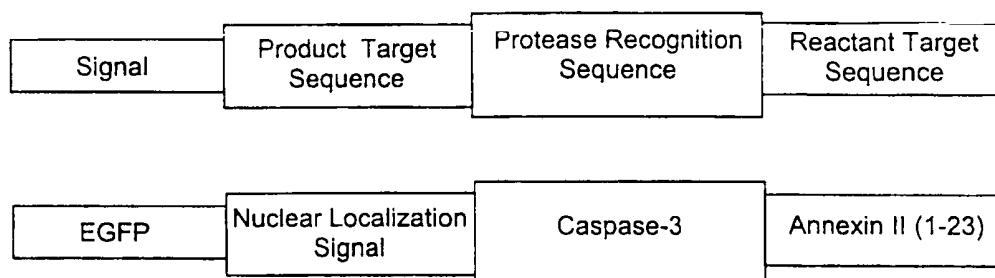 Signal
Product Target
Sequence
Protease Recognition
Sequence
Reactant Target
Sequence
EGFP
Nuclear Localization
Signal
Caspase-3
Annexin II (1-23)